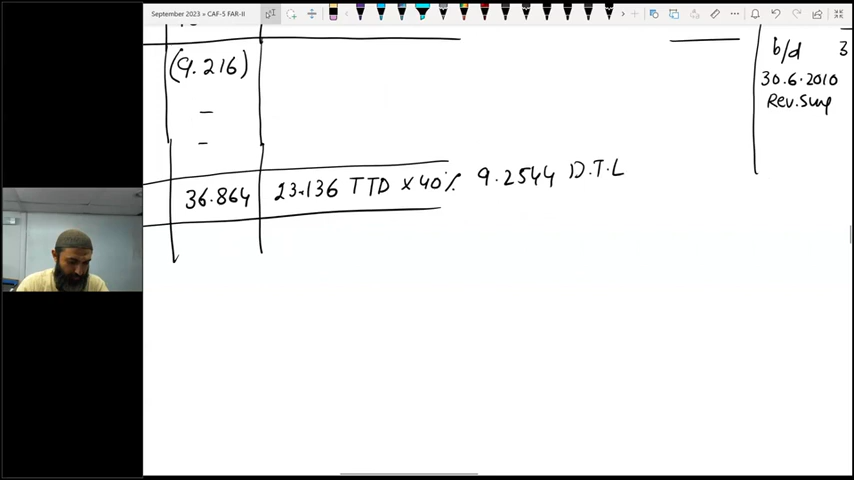 September 2023 » CAF-5 FAR-II
(9.216)
b/d 3
30.6.2010
Rev.Surp
36.864 23.136 TTD x 40% 9.2544 D.T.L